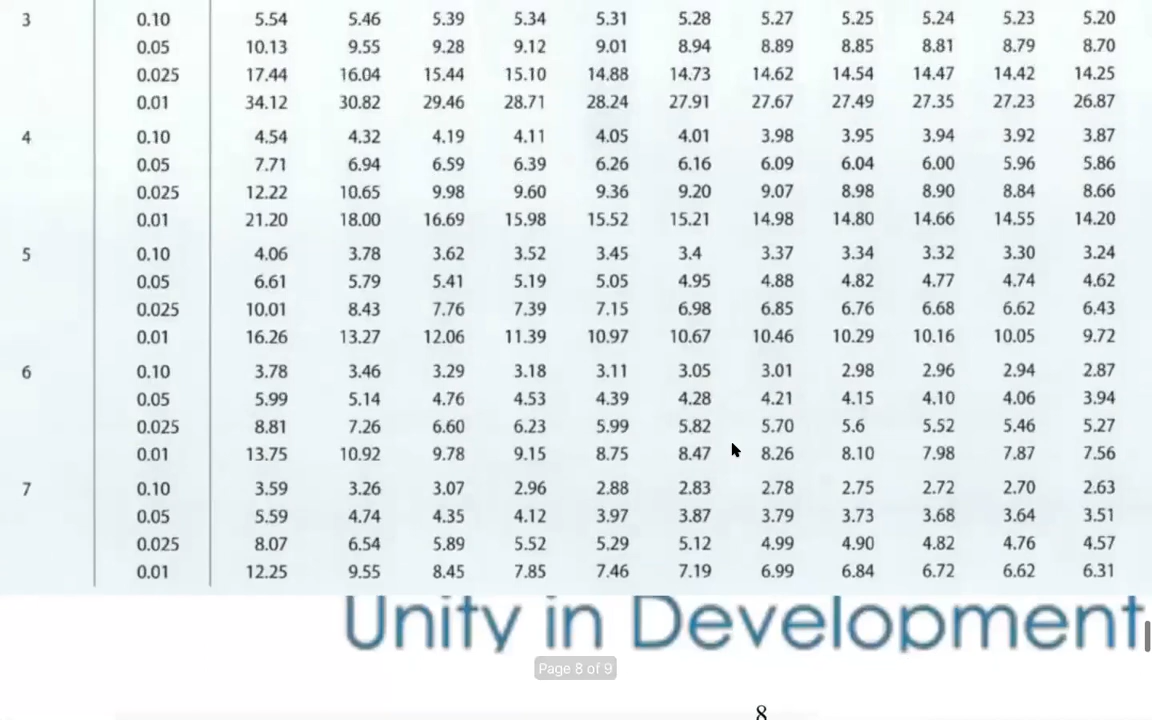 3 0.10 5.54 5.46 5.39 5.34 5.31 5.28 5.27 5.25 5.24 5.23 5.20
0.05 10.13 9.55 9.28 9.12 9.01 8.94 8.89 8.85 8.81 8.79 8.70
0.025 17.44 16.04 15.44 15.10 14.88 14.73 14.62 14.54 14.47 14.42 14.25
0.01 34.12 30.82 29.46 28.71 28.24 27.91 27.67 27.49 27.35 27.23 26.87
4 0.10 4.54 4.32 4.19 4.11 4.05 4.01 3.98 3.95 3.94 3.92 3.87
0.05 7.71 6.94 6.59 6.39 6.26 6.16 6.09 6.04 6.00 5.96 5.86
0.025 12.22 10.65 9.98 9.60 9.36 9.20 9.07 8.98 8.90 8.84 8.66
0.01 21.20 18.00 16.69 15.98 15.52 15.21 14.98 14.80 14.66 14.55 14.20
5 0.10 4.06 3.78 3.62 3.52 3.45 3.4 3.37 3.34 3.32 3.30 3.24
0.05 6.61 5.79 5.41 5.19 5.05 4.95 4.88 4.82 4.77 4.74 4.62
0.025 10.01 8.43 7.76 7.39 7.15 6.98 6.85 6.76 6.68 6.62 6.43
0.01 16.26 13.27 12.06 11.39 10.97 10.67 10.46 10.29 10.16 10.05 9.72
6 0.10 3.78 3.46 3.29 3.18 3.11 3.05 3.01 2.98 2.96 2.94 2.87
0.05 5.99 5.14 4.76 4.53 4.39 4.28 4.21 4.15 4.10 4.06 3.94
0.025 8.81 7.26 6.60 6.23 5.99 5.82 5.70 5.6 5.52 5.46 5.27
0.01 13.75 10.92 9.78 9.15 8.75 8.47 8.26 8.10 7.98 7.87 7.56
7 0.10 3.59 3.26 3.07 2.96 2.88 2.83 2.78 2.75 2.72 2.70 2.63
0.05 5.59 4.74 4.35 4.12 3.97 3.87 3.79 3.73 3.68 3.64 3.51
0.025 8.07 6.54 5.89 5.52 5.29 5.12 4.99 4.90 4.82 4.76 4.57
0.01 12.25 9.55 8.45 7.85 7.46 7.19 6.99 6.84 6.72 6.62 6.31
Unity in Development
Page 8 of 9
8